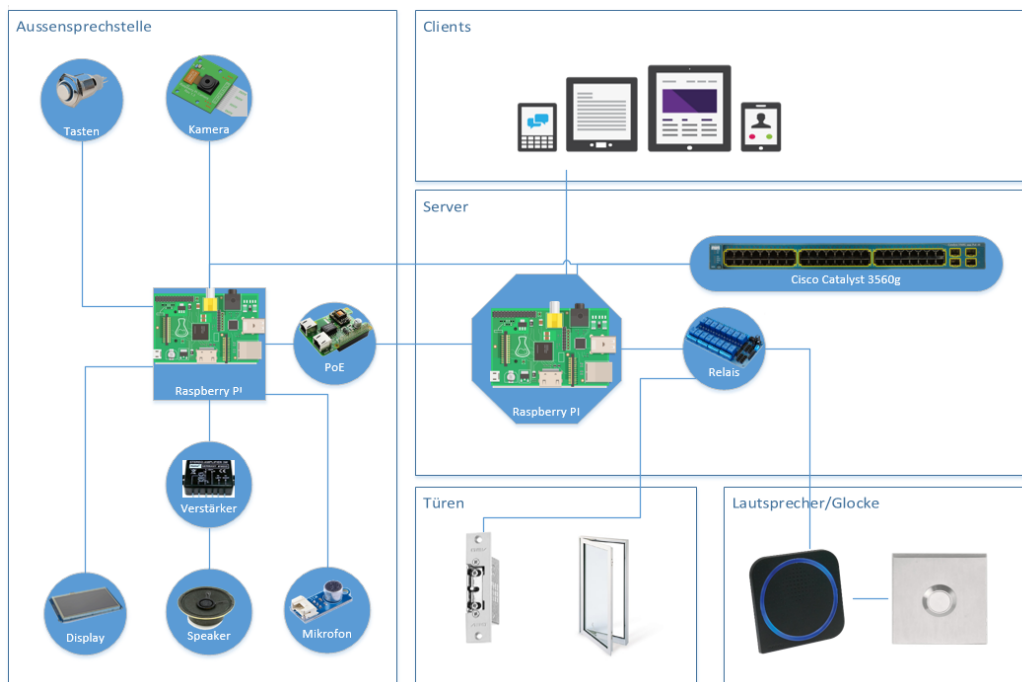 Aussensprechstelle
Tasten
Kamera
Raspberry PI
PoE
Verstärker
Display
Speaker
Mikrofon
Clients
Server
Cisco Catalyst 3560g
Raspberry PI
Relais
Türen
Lautsprecher/Glocke